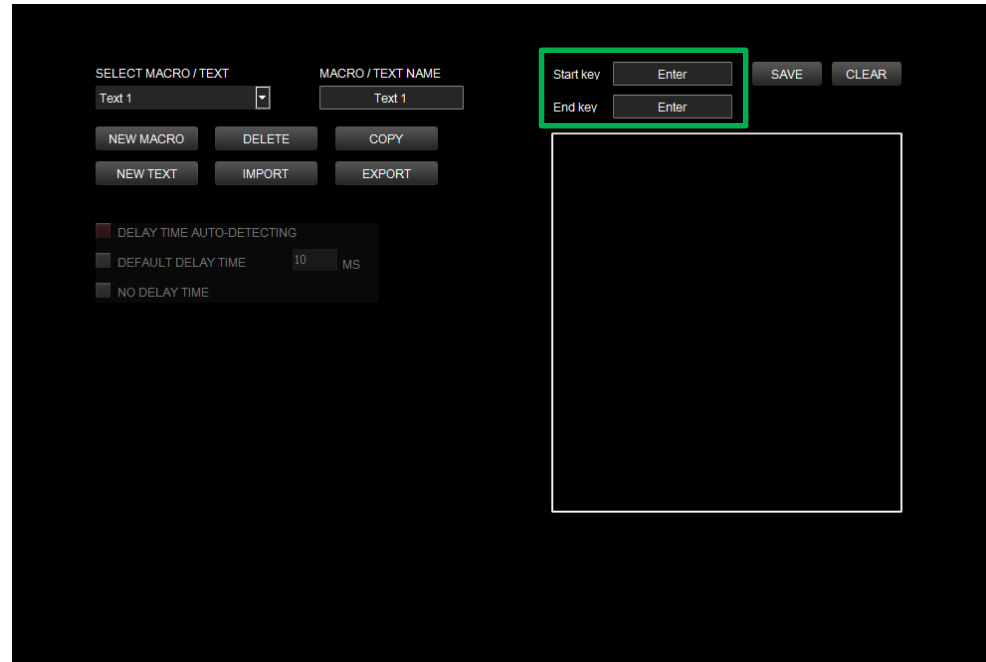 SELECT MACRO / TEXT
MACRO / TEXT NAME
Text 1
Text 1
NEW MACRO
DELETE
COPY
NEW TEXT
IMPORT
EXPORT
DELAY TIME AUTO-DETECTING
DEFAULT DELAY TIME
10
MS
NO DELAY TIME
Start key
Enter
SAVE
CLEAR
End key
Enter